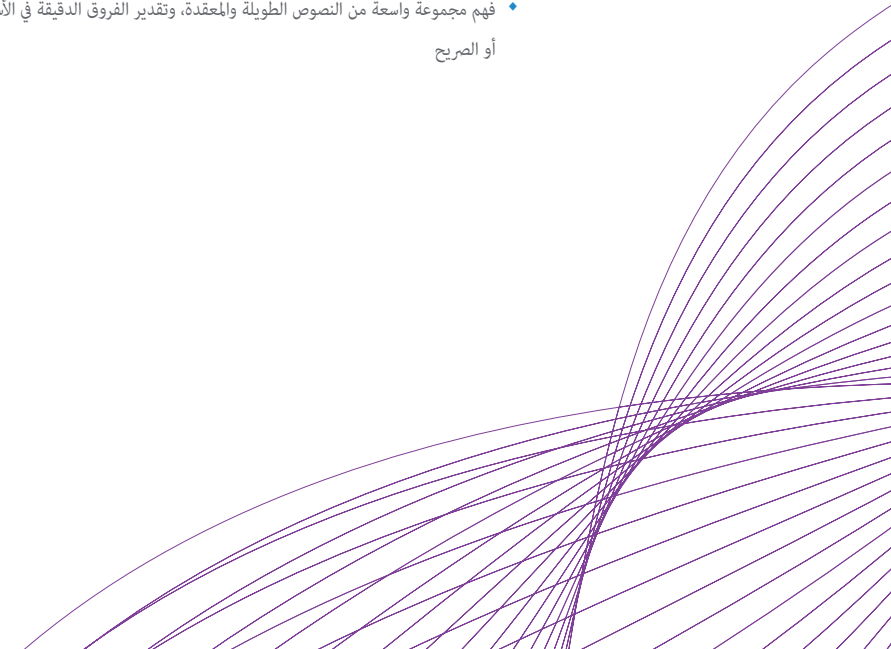 فهم مجموعة واسعة من النصوص الطويلة والمعقدة، وتقدير الفروق الدقيقة في
أو الصريح